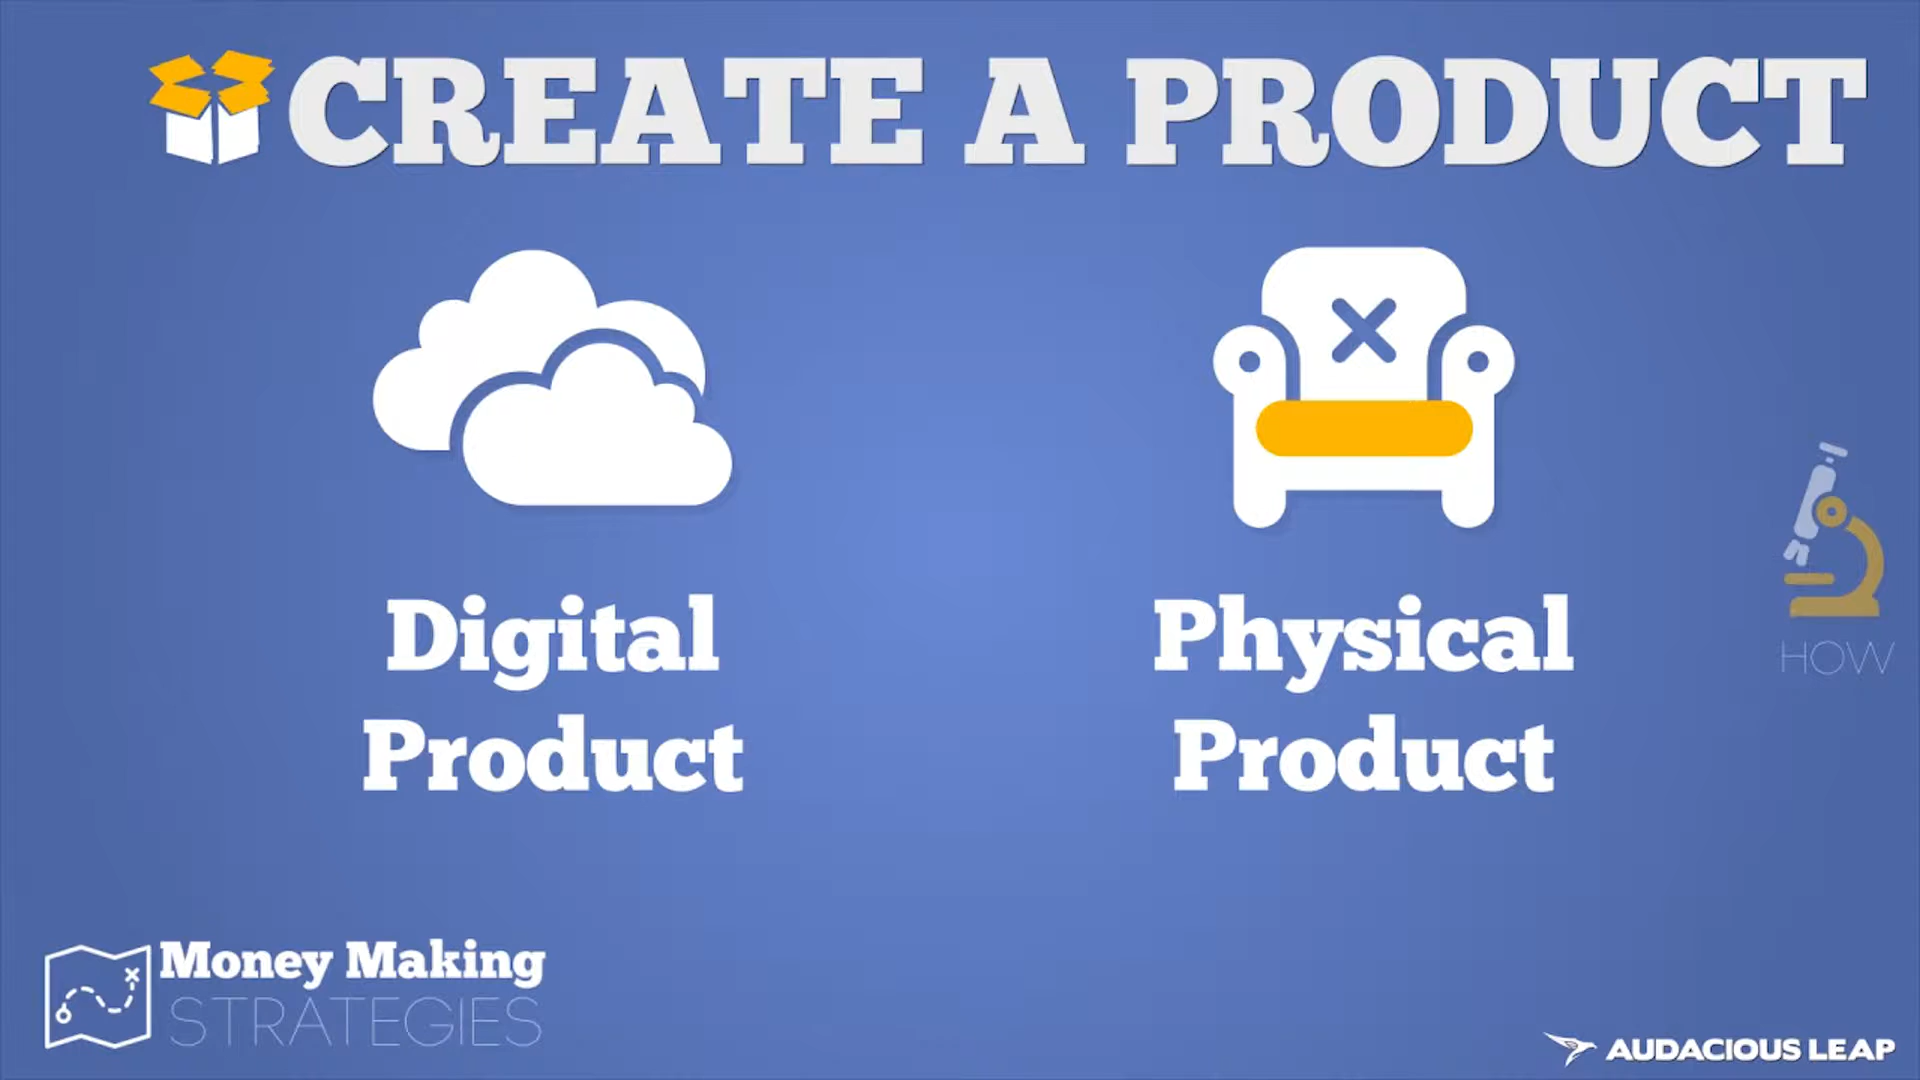 CREATE A PRODUCT
Digital
Product
Physical
Product
HOW
Money Making
STRATEGIES
AUDACIOUS LEAP